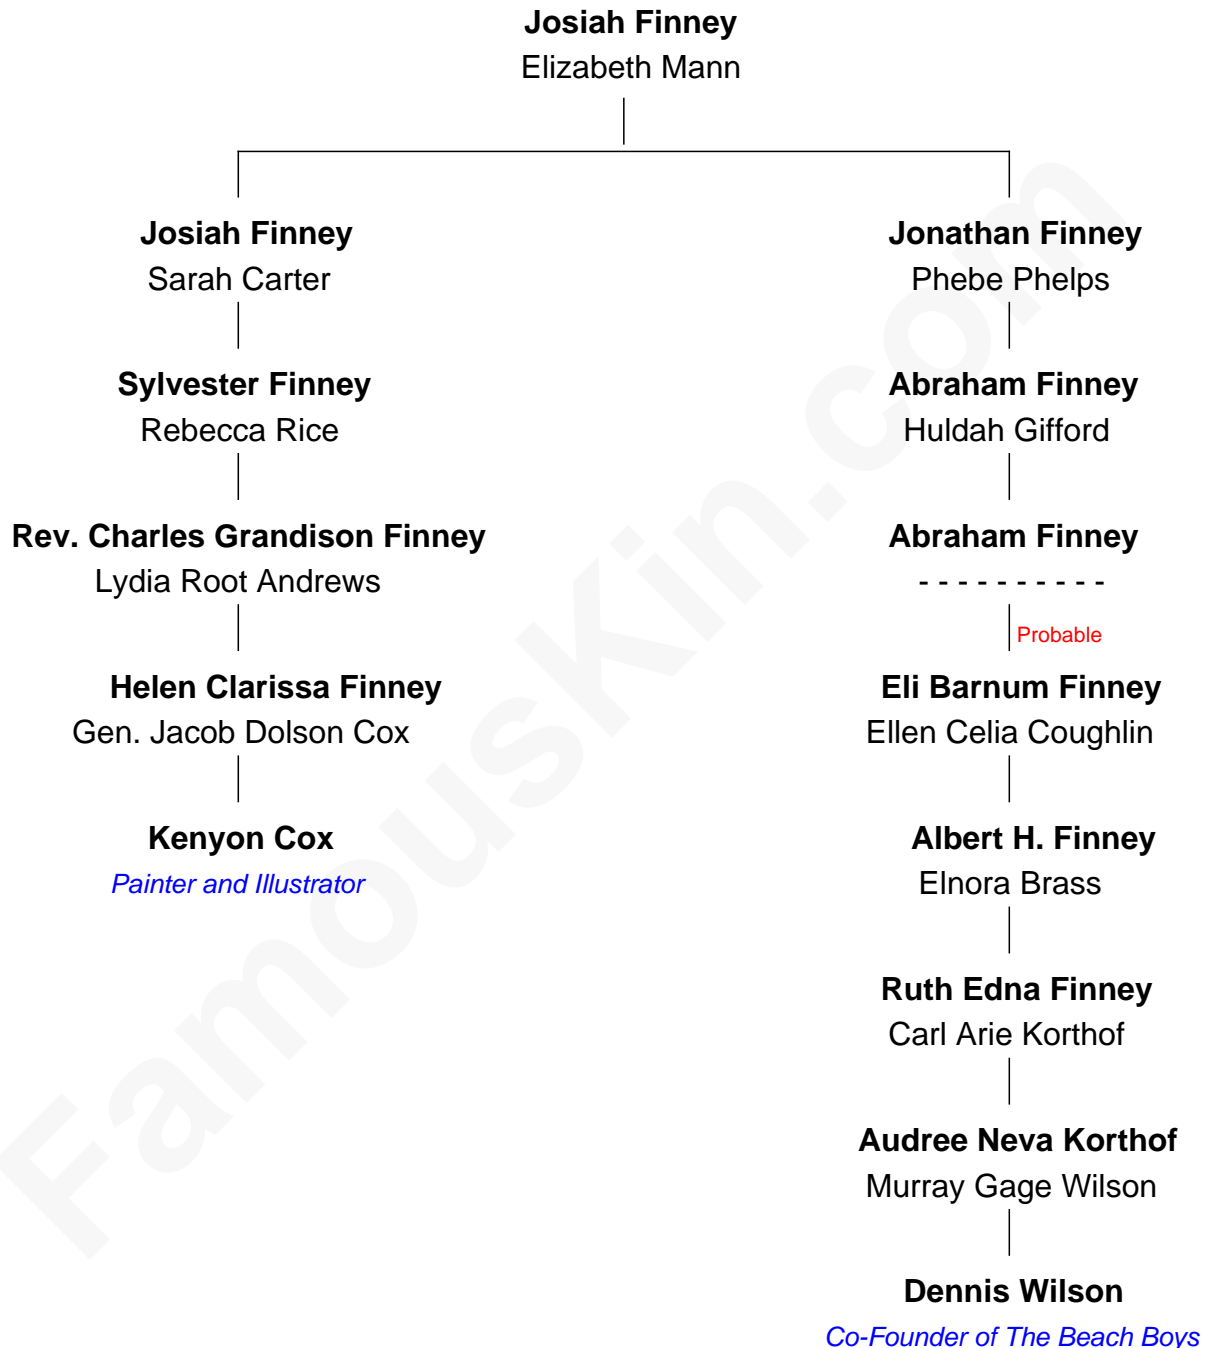 Josiah Finney
Elizabeth Mann
Josiah Finney
Sarah Carter
Sylvester Finney
Rebecca Rice
Rev. Charles Grandison Finney
Lydia Root Andrews
Helen Clarissa Finney
Gen. Jacob Dolson Cox
Kenyon Cox
Painter and Illustrator
Jonathan Finney
Phebe Phelps
Abraham Finney
Huldah Gifford
Abraham Finney
- - - - - - - - - -
Probable
Eli Barnum Finney
Ellen Celia Coughlin
Albert H. Finney
Elnora Brass
Ruth Edna Finney
Carl Arie Korthof
Audree Neva Korthof
Murray Gage Wilson
Dennis Wilson
Co-Founder of The Beach Boys
FamousKin.com